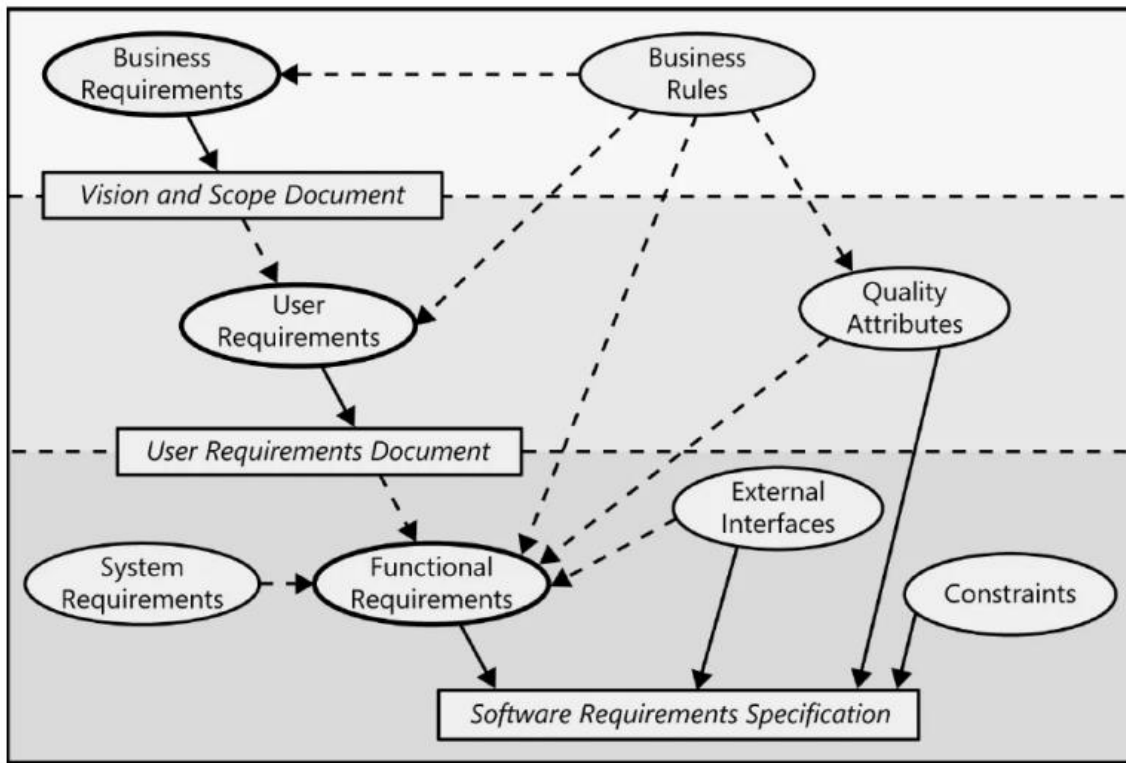 Business
Requirements
Business
Rules
Vision and Scope Document
User
Requirements
Quality
Attributes
User Requirements Document
External
Interfaces
System
Requirements
Functional
Requirements
Constraints
Software Requirements Specification